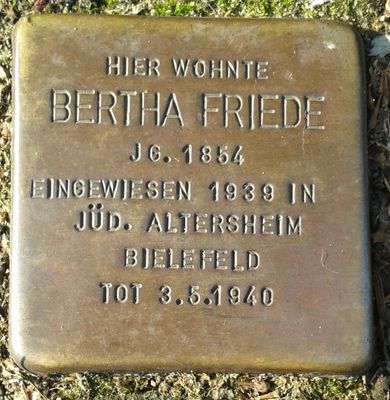 HIER WOHNTE
BERTHA FRIEDE
JG. 1854
EINGEWIESEN 1939 IN
JÜD. ALTERSHEIM
BIELEFELD
TOT 3.5.1940